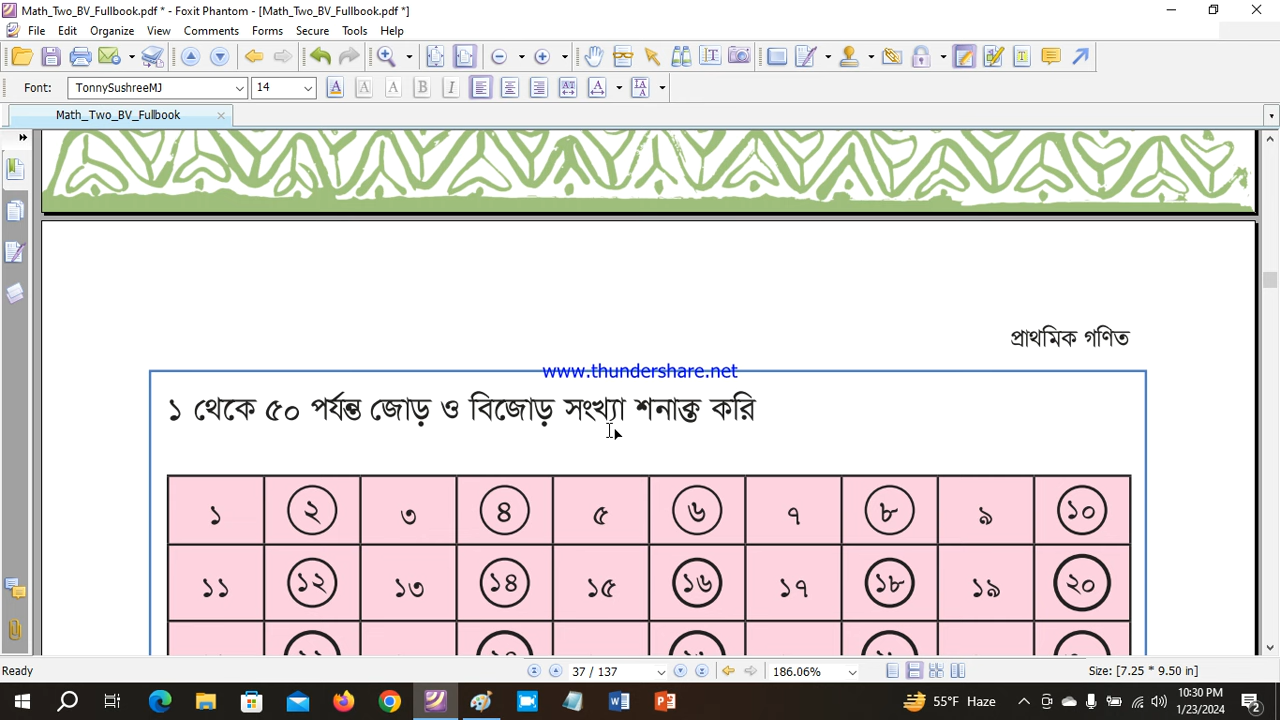 Math_Two_BV_Fullbook.pdf * - Foxit Phantom - [Math_Two_BV_Fullbook.pdf *]
File Edit Organize View Comments Forms Secure Tools Help
Font: TonnySushreeMJ 14
Math_Two_BV_Fullbook
প্রাথমিক গণিত
www.thundershare.net
১ থেকে ৫০ পর্যন্ত জোড় ও বিজোড় সংখ্যা শনাক্ত করি
১ ২ ৩ ৪ ৫ ৬ ৭ ৮ ৯ ১০
১১ ১২ ১৩ ১৪ ১৫ ১৬ ১৭ ১৮ ১৯ ২০
Ready 37 / 137 186.06% Size: [7.25 * 9.50 in]
55°F Haze 10:30 PM
1/23/2024 2